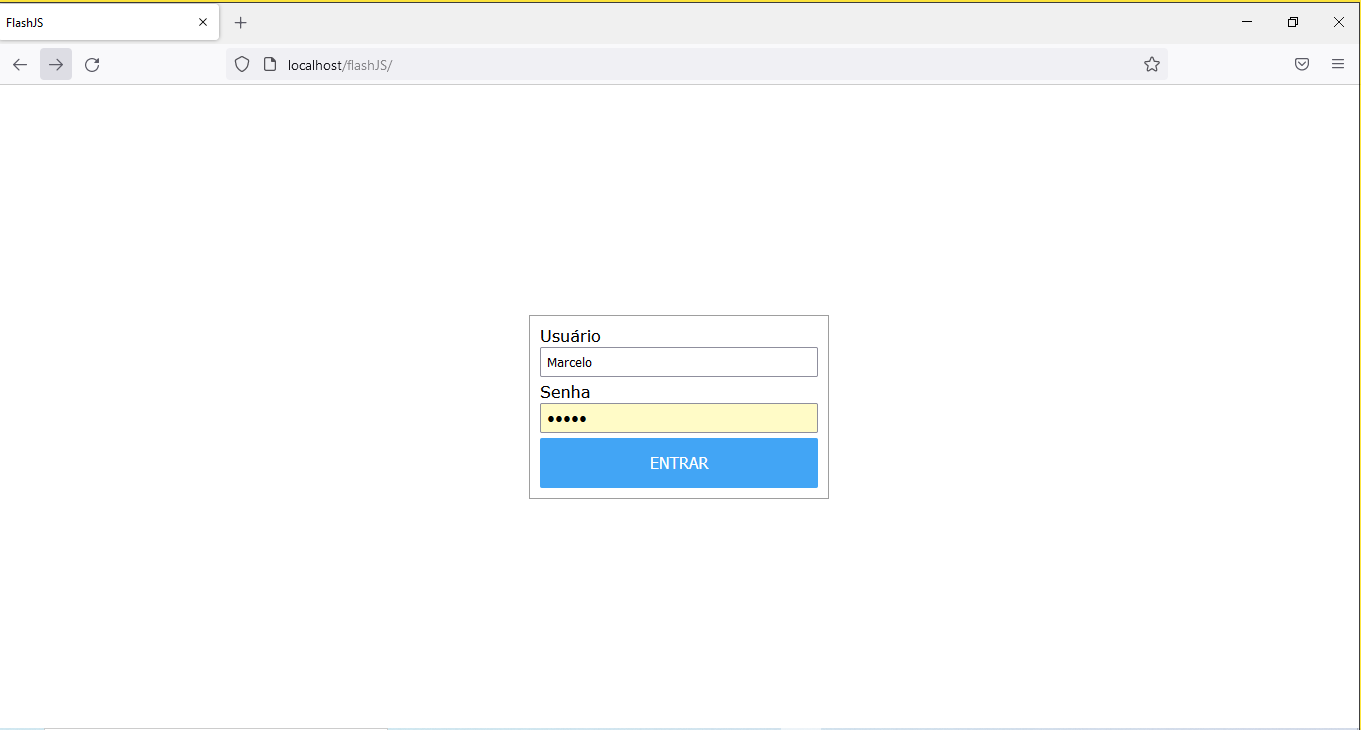 FlashJS
localhost/flashJS/
Usuário
Marcelo
Senha
•••••
ENTRAR